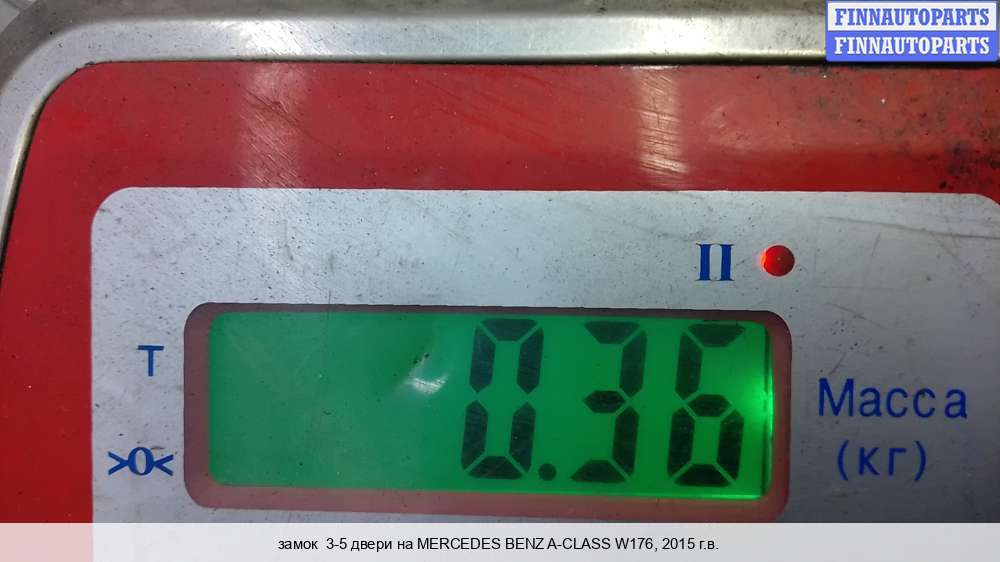 FINNAUTOPARTS
FINNAUTOPARTS
II
T
>0<
0.36
Масса
(кг)
замок 3-5 двери на MERCEDES BENZ A-CLASS W176, 2015 г.в.